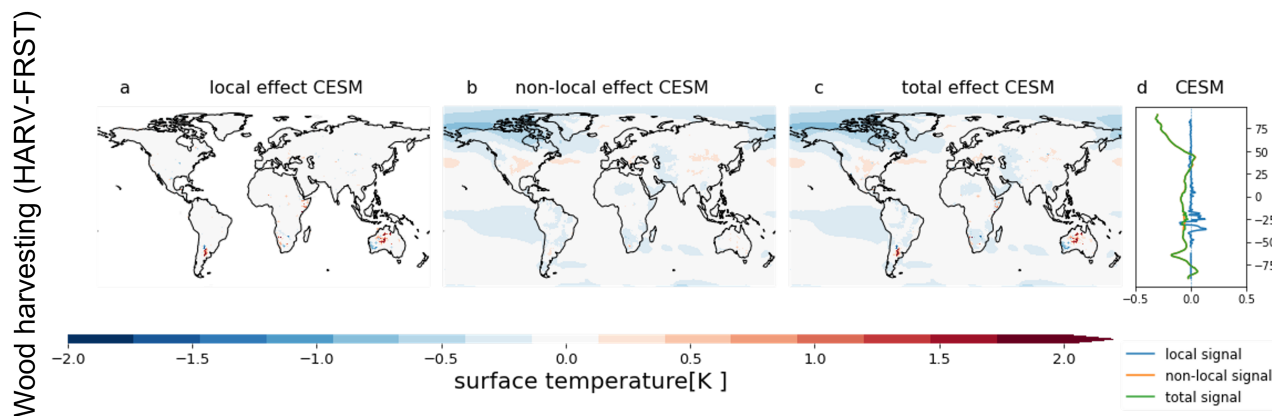 Wood harvesting (HARV-FRST)
a local effect CESM
b non-local effect CESM
c total effect CESM
d CESM
75
50
25
0
−25
−50
−75
−0.5 0.0 0.5
−2.0 −1.5 −1.0 −0.5 0.0 0.5 1.0 1.5 2.0
surface temperature[K ]
local signal
non-local signal
total signal